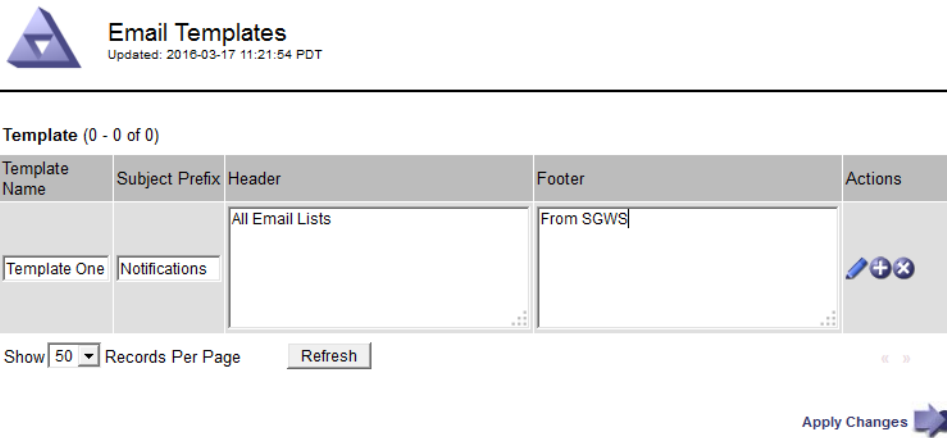 Email Templates
Updated: 2016-03-17 11:21:54 PDT
Template (0 - 0 of 0)
Template Name Subject Prefix Header Footer Actions
Template One Notifications All Email Lists From SGWS
Show 50 Records Per Page Refresh « »
Apply Changes